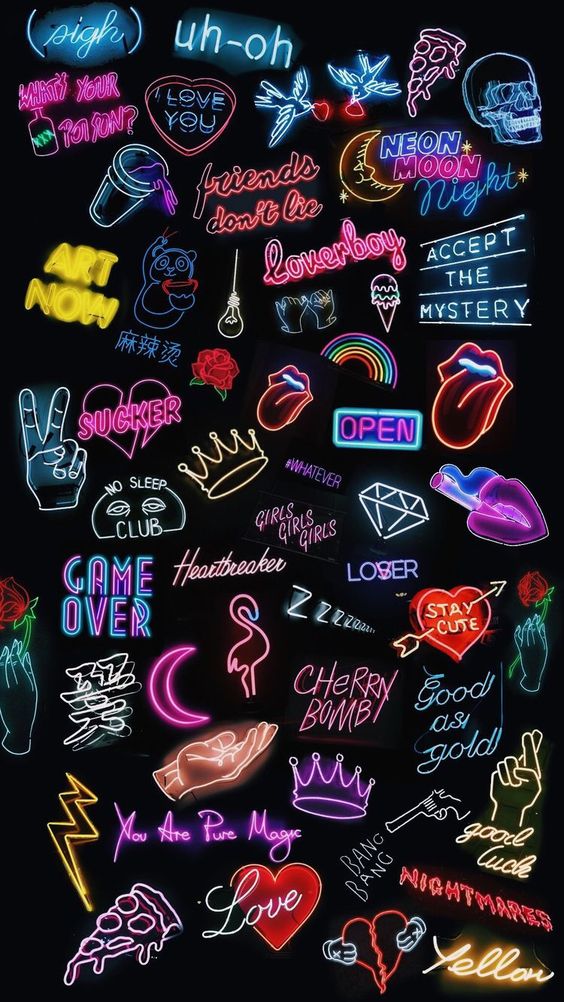 (sigh)
uh-oh
WHAT'S YOUR
POISON?
I LOVE
YOU
friends
don't lie
NEON
MOON
Night
ART
NOW
Loverboy
ACCEPT
THE
MYSTERY
麻辣烫
SUCKER
OPEN
#WHATEVER
NO SLEEP
CLUB
GIRLS
GIRLS
GIRLS
GAME
OVER
Heartbreaker
LOSER
ZZZZZZZ...
STAY
CUTE
CHERRY
BOMB
Good
as
gold
You Are Pure Magic
BANG
BANG
good
luck
NIGHTMARES
Love
Yellow